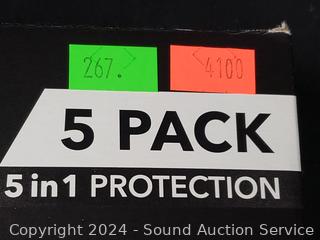 267.
4100
5 PACK
5 in 1 PROTECTION
Copyright 2024 - Sound Auction Service